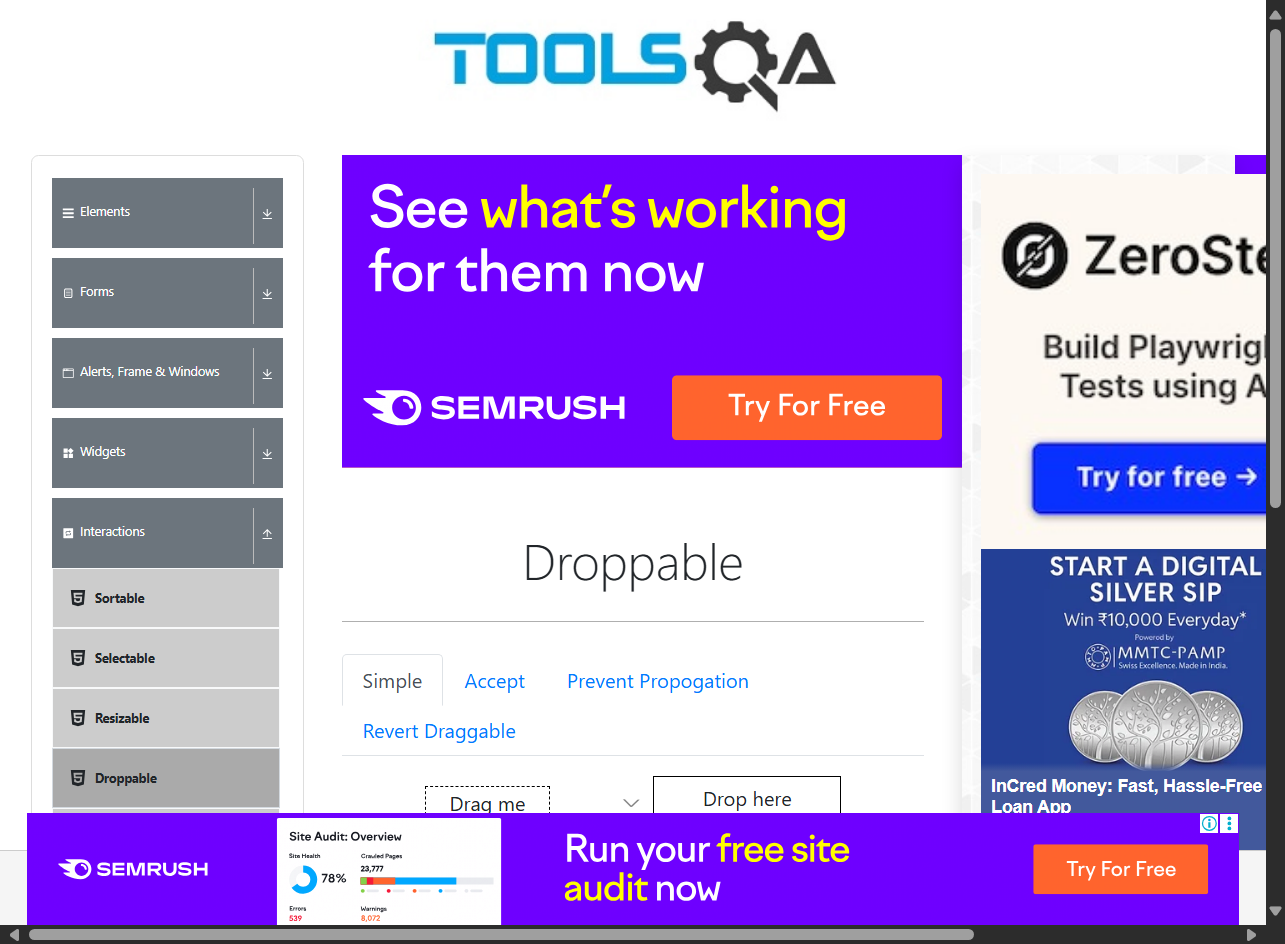 TOOLSQA
Elements
Forms
Alerts, Frame & Windows
Widgets
Interactions
Sortable
Selectable
Resizable
Droppable
See what's working
for them now
SEMRUSH
Try For Free
Droppable
Simple
Accept
Prevent Propogation
Revert Draggable
Drag me
Drop here
ZeroSte
Build Playwrig
Tests using A
Try for free →
START A DIGITAL
SILVER SIP
Win ₹10,000 Everyday*
Powered by
MMTC-PAMP
Swiss Excellence. Made in India.
InCred Money: Fast, Hassle-Free
Loan App
SEMRUSH
Site Audit: Overview
Site Health
78%
Crawled Pages
23,777
Errors
539
Warnings
8,072
Run your free site
audit now
Try For Free